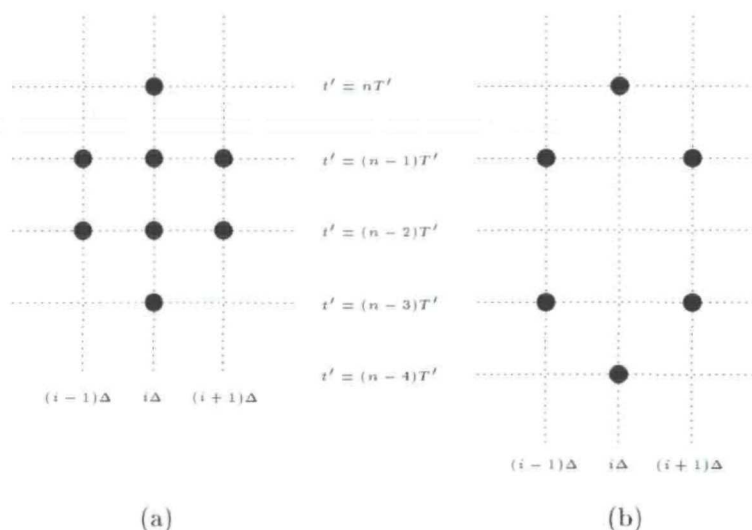 t′ = nT′
t′ = (n − 1)T′
t′ = (n − 2)T′
t′ = (n − 3)T′
t′ = (n − 4)T′
(i − 1)Δ iΔ (i + 1)Δ
(i − 1)Δ iΔ (i + 1)Δ
(a) (b)